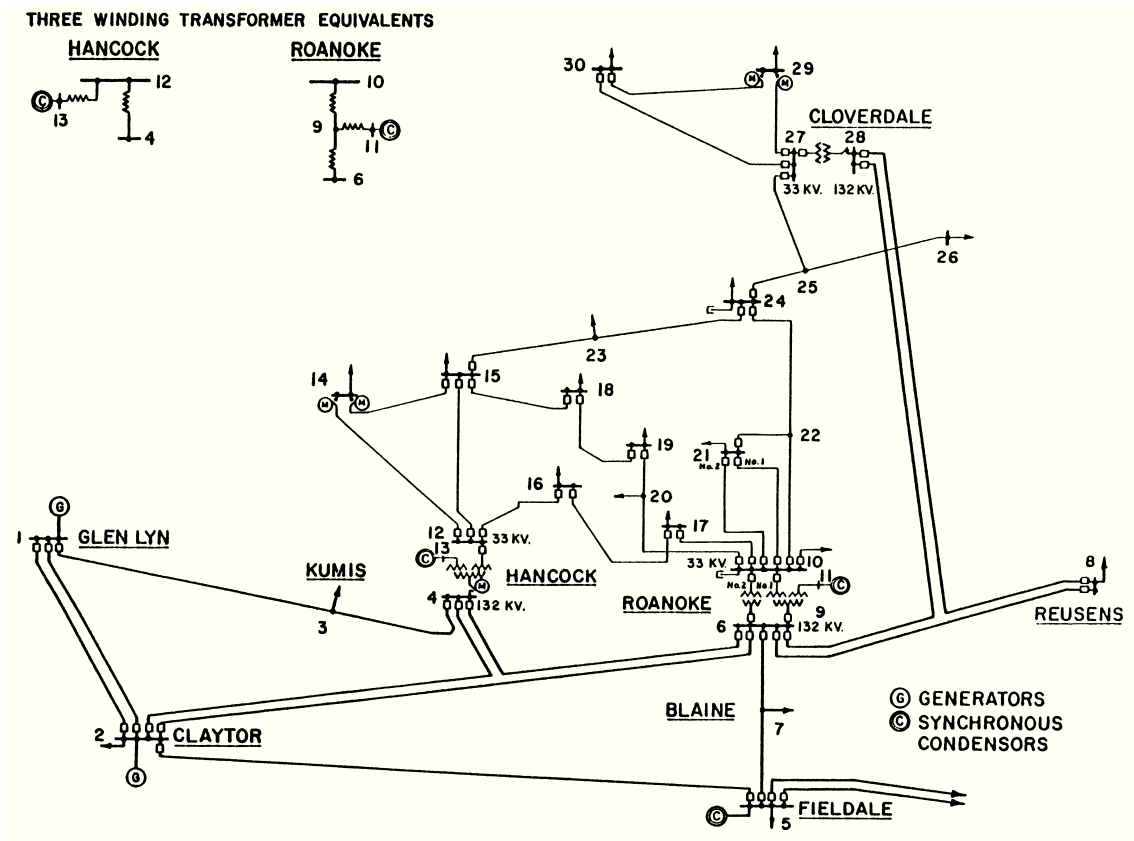 THREE WINDING TRANSFORMER EQUIVALENTS
HANCOCK
ROANOKE
12
C
13
4
10
9
C
11
6
30
29
M
M
CLOVERDALE
27
28
33 KV.
132 KV.
26
25
24
23
14
M
M
15
18
19
22
21
No. 2
No. 1
16
20
17
G
1
GLEN LYN
12
33 KV.
13
C
M
HANCOCK
KUMIS
3
4
132 KV.
33 KV.
10
No. 2
No. 1
11
C
ROANOKE
9
6
132 KV.
8
REUSENS
BLAINE
7
2
CLAYTOR
G
G GENERATORS
C SYNCHRONOUS
CONDENSORS
C
5
FIELDALE